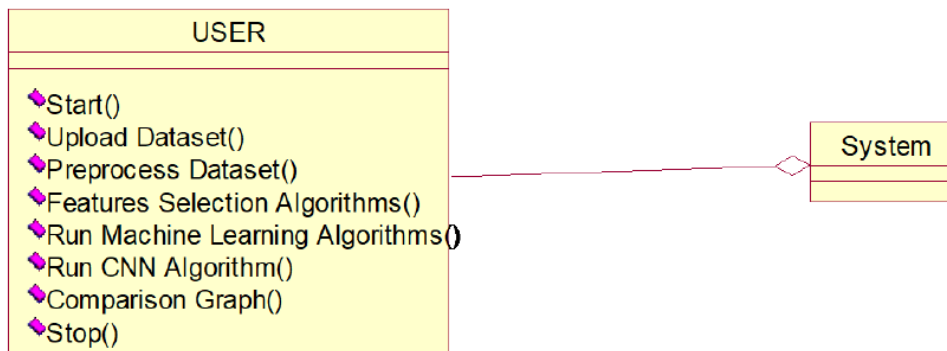 USER
Start()
Upload Dataset()
Preprocess Dataset()
Features Selection Algorithms()
Run Machine Learning Algorithms()
Run CNN Algorithm()
Comparison Graph()
Stop()
System